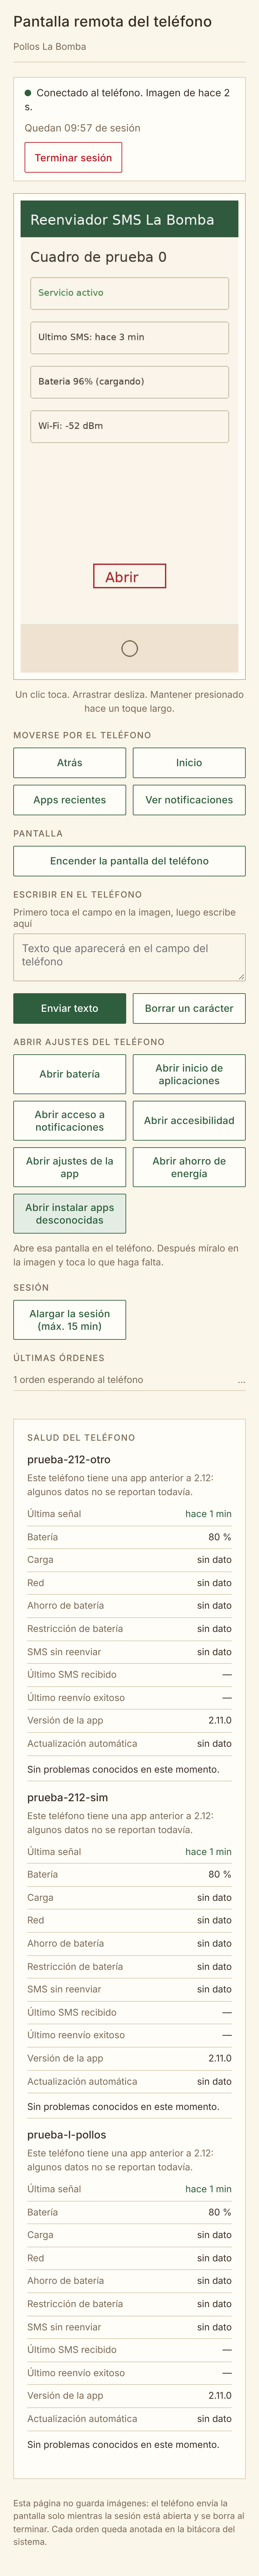 Pantalla remota del teléfono
Pollos La Bomba
Conectado al teléfono. Imagen de hace 2
s.
Quedan 09:57 de sesión
Terminar sesión
Reenviador SMS La Bomba
Cuadro de prueba 0
Servicio activo
Ultimo SMS: hace 3 min
Bateria 96% (cargando)
Wi-Fi: -52 dBm
Abrir
Un clic toca. Arrastrar desliza. Mantener presionado
hace un toque largo.
MOVERSE POR EL TELÉFONO
Atrás
Inicio
Apps recientes
Ver notificaciones
PANTALLA
Encender la pantalla del teléfono
ESCRIBIR EN EL TELÉFONO
Primero toca el campo en la imagen, luego escribe
aquí
Texto que aparecerá en el campo del
teléfono
Enviar texto
Borrar un carácter
ABRIR AJUSTES DEL TELÉFONO
Abrir batería
Abrir inicio de
aplicaciones
Abrir acceso a
notificaciones
Abrir accesibilidad
Abrir ajustes de la
app
Abrir ahorro de
energía
Abrir instalar apps
desconocidas
Abre esa pantalla en el teléfono. Después míralo en
la imagen y toca lo que haga falta.
SESIÓN
Alargar la sesión
(máx. 15 min)
ÚLTIMAS ÓRDENES
1 orden esperando al teléfono ...
SALUD DEL TELÉFONO
prueba-212-otro
Este teléfono tiene una app anterior a 2.12:
algunos datos no se reportan todavía.
Última señal hace 1 min
Batería 80 %
Carga sin dato
Red sin dato
Ahorro de batería sin dato
Restricción de batería sin dato
SMS sin reenviar sin dato
Último SMS recibido —
Último reenvío exitoso —
Versión de la app 2.11.0
Actualización automática sin dato
Sin problemas conocidos en este momento.
prueba-212-sim
Este teléfono tiene una app anterior a 2.12:
algunos datos no se reportan todavía.
Última señal hace 1 min
Batería 80 %
Carga sin dato
Red sin dato
Ahorro de batería sin dato
Restricción de batería sin dato
SMS sin reenviar sin dato
Último SMS recibido —
Último reenvío exitoso —
Versión de la app 2.11.0
Actualización automática sin dato
Sin problemas conocidos en este momento.
prueba-l-pollos
Este teléfono tiene una app anterior a 2.12:
algunos datos no se reportan todavía.
Última señal hace 1 min
Batería 80 %
Carga sin dato
Red sin dato
Ahorro de batería sin dato
Restricción de batería sin dato
SMS sin reenviar sin dato
Último SMS recibido —
Último reenvío exitoso —
Versión de la app 2.11.0
Actualización automática sin dato
Sin problemas conocidos en este momento.
Esta página no guarda imágenes: el teléfono envía la
pantalla solo mientras la sesión está abierta y se borra al
terminar. Cada orden queda anotada en la bitácora del
sistema.